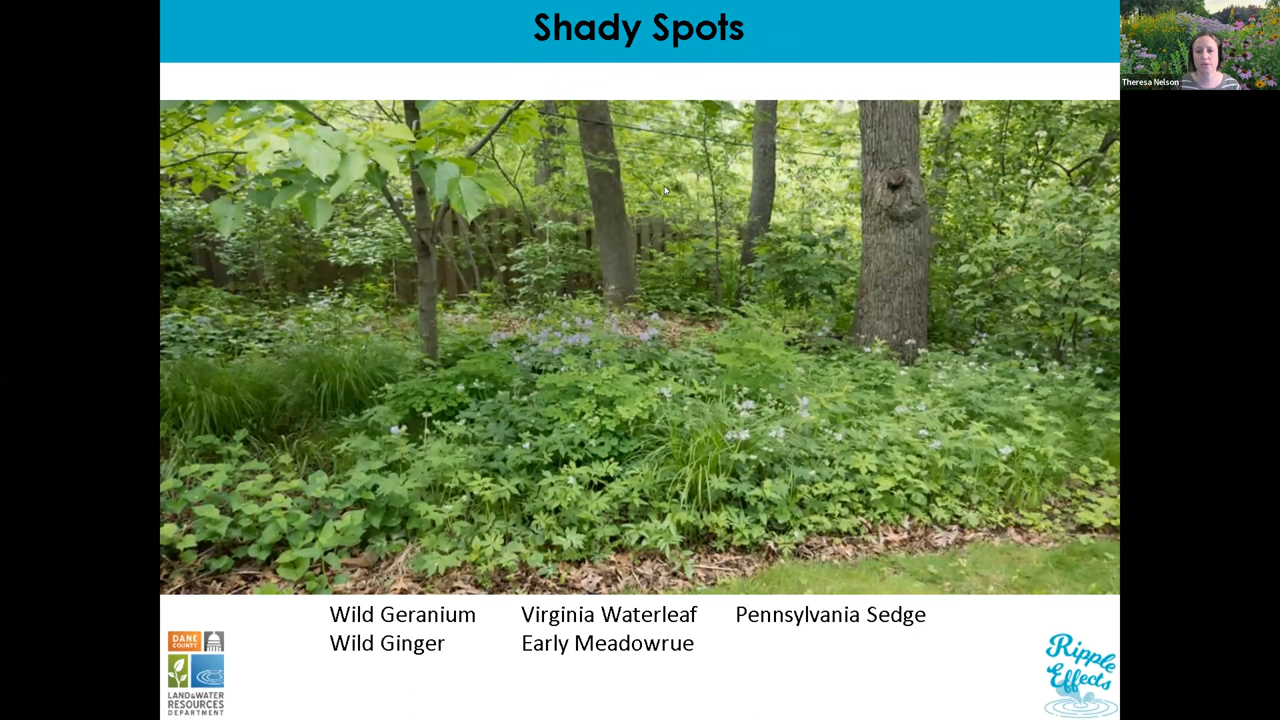 Shady Spots
Theresa Nelson
Wild Geranium Virginia Waterleaf Pennsylvania Sedge
Wild Ginger Early Meadowrue
DANE
COUNTY
LAND & WATER
RESOURCES
DEPARTMENT
Ripple
Effects